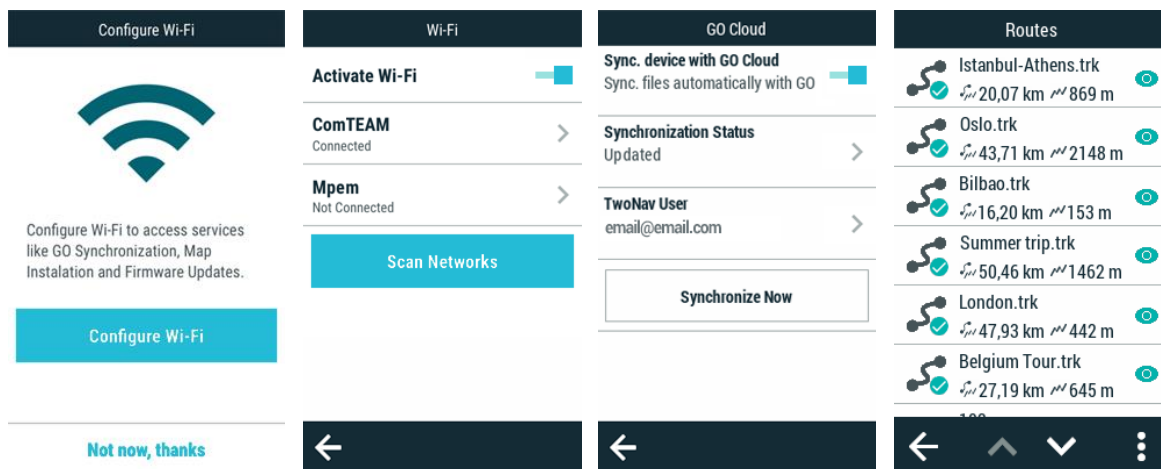 Configure Wi-Fi
Configure Wi-Fi to access services
like GO Synchronization, Map
Instalation and Firmware Updates.
Configure Wi-Fi
Not now, thanks
Wi-Fi
Activate Wi-Fi
ComTEAM
Connected
Mpem
Not Connected
Scan Networks
GO Cloud
Sync. device with GO Cloud
Sync. files automatically with GO
Synchronization Status
Updated
TwoNav User
email@email.com
Synchronize Now
Routes
Istanbul-Athens.trk
20,07 km 869 m
Oslo.trk
43,71 km 2148 m
Bilbao.trk
16,20 km 153 m
Summer trip.trk
50,46 km 1462 m
London.trk
47,93 km 442 m
Belgium Tour.trk
27,19 km 645 m